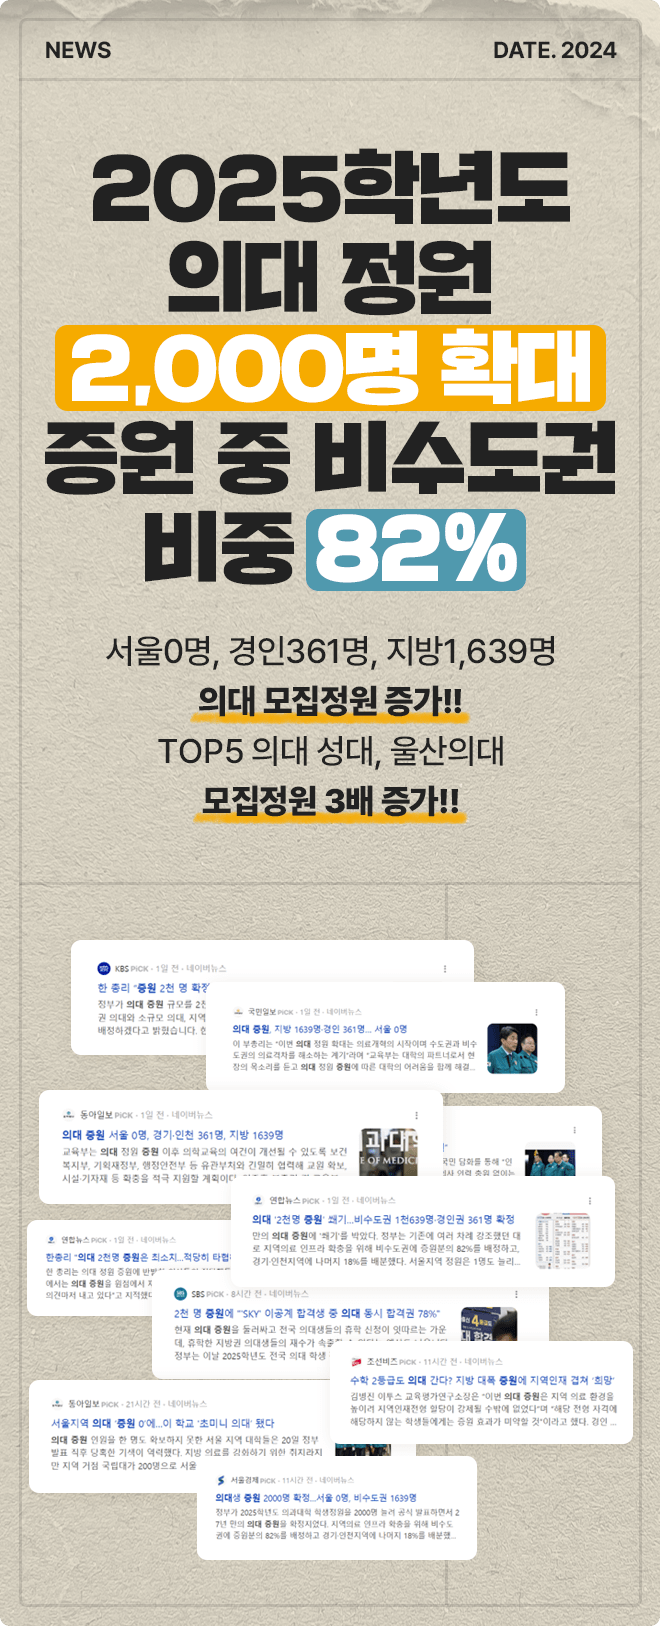 NEWS
DATE. 2024
2025학년도
의대 정원
2,000명 확대
증원 중 비수도권
비중 82%
서울0명, 경인361명, 지방1,639명
의대 모집정원 증가!!
TOP5 의대 성대, 울산의대
모집정원 3배 증가!!
KBS PiCK · 1일 전 · 네이버뉴스
한 총리 "증원 2천 명 확정
정부가 의대 증원 규모를 2천
권 의대와 소규모 의대, 지역
배정하겠다고 밝혔습니다. 한
국민일보 PiCK · 1일 전 · 네이버뉴스
의대 증원, 지방 1639명·경인 361명... 서울 0명
이 부총리는 "이번 의대 정원 확대는 의료개혁의 시작이며 수도권과 비수
도권의 의료격차를 해소하는 계기"라며 "교육부는 대학의 파트너로서 현
장의 목소리를 듣고 의대 정원 증원에 따른 대학의 어려움을 함께 해결...
동아일보 PiCK · 1일 전 · 네이버뉴스
의대 증원 서울 0명, 경기·인천 361명, 지방 1639명
교육부는 의대 정원 증원 이후 의학교육의 여건이 개선될 수 있도록 보건
복지부, 기획재정부, 행정안전부 등 유관부처와 긴밀히 협력해 교원 확보,
시설·기자재 등 확충을 적극 지원할 계획이다.
과대
E OF MEDIC
국민 담화를 통해 "인
연합뉴스 PiCK · 1일 전 · 네이버뉴스
의대 '2천명 증원' 쐐기...비수도권 1천639명·경인권 361명 확정
만의 의대 증원에 '쐐기'를 박았다. 정부는 기존에 여러 차례 강조했던 대
로 지역의료 인프라 확충을 위해 비수도권에 증원분의 82%를 배정하고,
경기·인천지역에 나머지 18%를 배분했다. 서울지역 정원은 1명도 늘리...
연합뉴스 PiCK · 1일 전 · 네이버뉴스
한총리 "의대 2천명 증원은 최소치...적당히 타협
한 총리는 의대 정원 증원에 반발
에서는 의대 증원을 원점에서 재
의견마저 내고 있다"고 지적했다
SBS PiCK · 8시간 전 · 네이버뉴스
2천 명 증원에 "'SKY' 이공계 합격생 중 의대 동시 합격권 78%"
현재 의대 증원을 둘러싸고 전국 의대생들의 휴학 신청이 잇따르는 가운
데, 휴학한 지방권 의대생들의 재수가 속출할
정부는 이날 2025학년도 전국 의대 학생
대 합격
조선비즈 PiCK · 11시간 전 · 네이버뉴스
수학 2등급도 의대 간다? 지방 대폭 증원에 지역인재 겹쳐 '희망'
김병진 이투스 교육평가연구소장은 "이번 의대 증원은 지역 의료 환경을
높이려 지역인재전형 할당이 강제될 수밖에 없었다"며 "해당 전형 자격에
해당하지 않는 학생들에게는 증원 효과가 미약할 것"이라고 했다. 경인 ...
동아일보 PiCK · 21시간 전 · 네이버뉴스
서울지역 의대 '증원 0'에...이 학교 '초미니 의대' 됐다
의대 증원 인원을 한 명도 확보하지 못한 서울 지역 대학들은 20일 정부
발표 직후 당혹한 기색이 역력했다. 지방 의료를 강화하기 위한 취지라지
만 지역 거점 국립대가 200명으로 서울
서울경제 PiCK · 11시간 전 · 네이버뉴스
의대생 증원 2000명 확정...서울 0명, 비수도권 1639명
정부가 2025학년도 의과대학 학생정원을 2000명 늘려 공식 발표하면서 2
7년 만의 의대 증원을 확정지었다. 지역의료 인프라 확충을 위해 비수도
권에 증원분의 82%를 배정하고 경기·인천지역에 나머지 18%를 배분했...